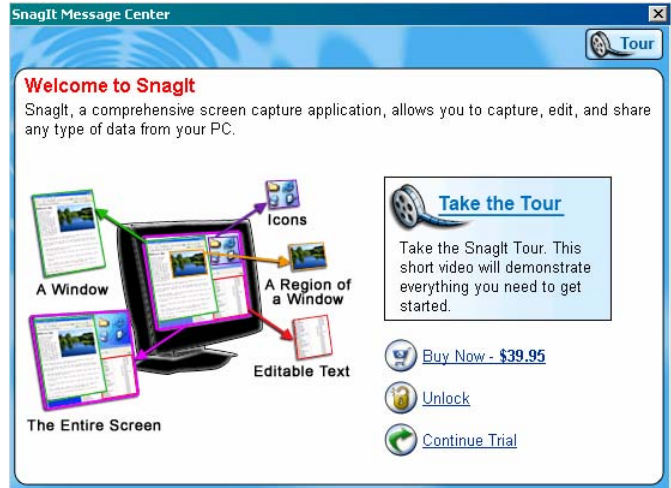 SnagIt Message Center
Tour
Welcome to SnagIt
SnagIt, a comprehensive screen capture application, allows you to capture, edit, and share
any type of data from your PC.
Take the Tour
Take the SnagIt Tour. This
short video will demonstrate
everything you need to get
started.
Icons
A Window
A Region of
a Window
Editable Text
The Entire Screen
Buy Now - $39.95
Unlock
Continue Trial